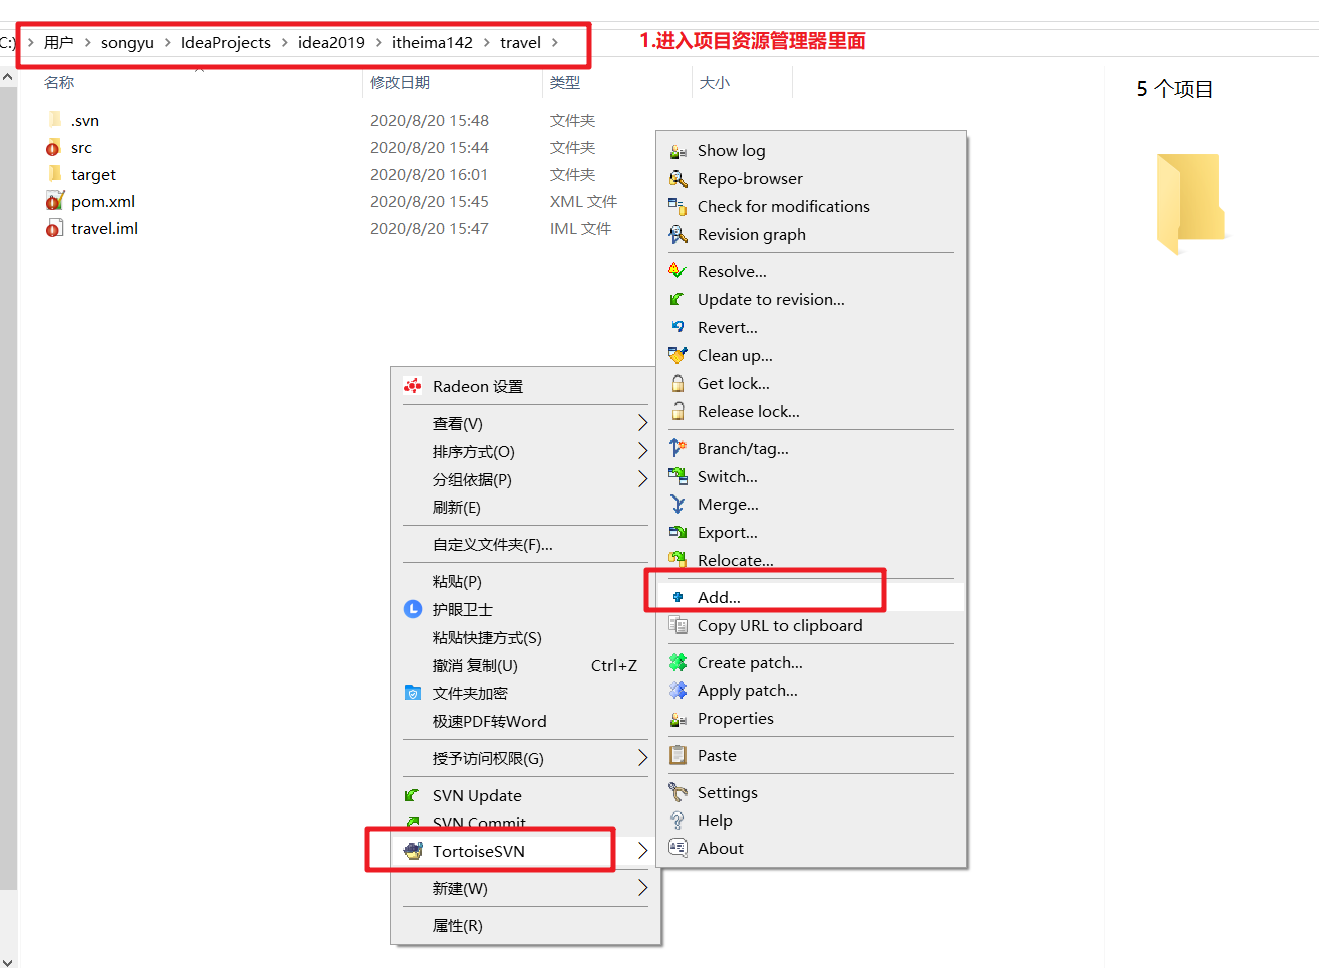 C:) > 用户 > songyu > IdeaProjects > idea2019 > itheima142 > travel >
1.进入项目资源管理器里面
名称 修改日期 类型 大小
5 个项目
.svn 2020/8/20 15:48 文件夹
src 2020/8/20 15:44 文件夹
target 2020/8/20 16:01 文件夹
pom.xml 2020/8/20 15:45 XML 文件
travel.iml 2020/8/20 15:47 IML 文件
Radeon 设置
查看(V)
排序方式(O)
分组依据(P)
刷新(E)
自定义文件夹(F)...
粘贴(P)
护眼卫士
粘贴快捷方式(S)
撤消 复制(U) Ctrl+Z
文件夹加密
极速PDF转Word
授予访问权限(G)
SVN Update
SVN Commit
TortoiseSVN
新建(W)
属性(R)
Show log
Repo-browser
Check for modifications
Revision graph
Resolve...
Update to revision...
Revert...
Clean up...
Get lock...
Release lock...
Branch/tag...
Switch...
Merge...
Export...
Relocate...
Add...
Copy URL to clipboard
Create patch...
Apply patch...
Properties
Paste
Settings
Help
About